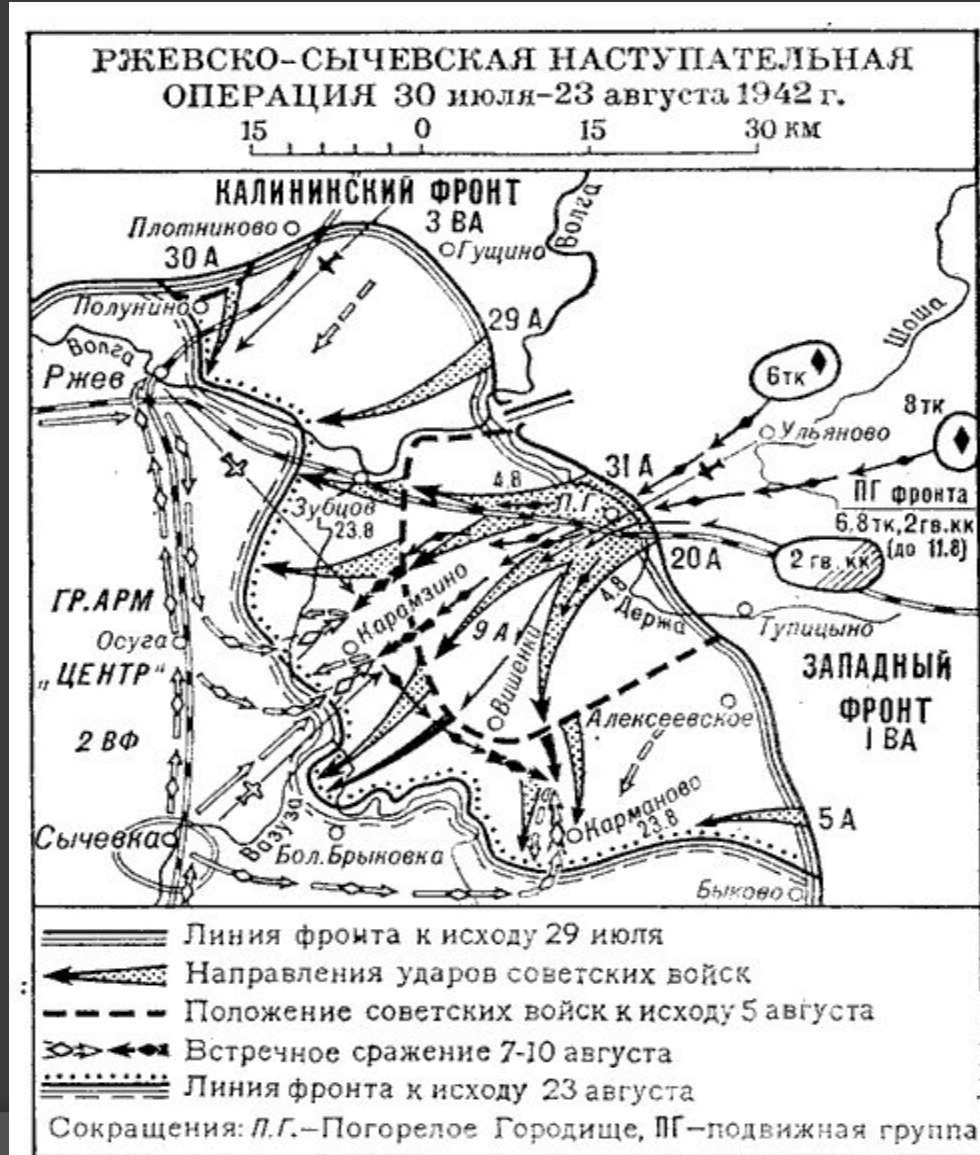 РЖЕВСКО-СЫЧЕВСКАЯ НАСТУПАТЕЛЬНАЯ
ОПЕРАЦИЯ 30 июля-23 августа 1942 г.
15 0 15 30 км
КАЛИНИНСКИЙ ФРОНТ
3 ВА
Плотниково
Гущино
Волга
30 А
Полунино
29 А
Шоша
Волга
Ржев
6тк
8тк
Ульяново
31 А
4.8
П.Г.
ПГ фронта
6,8тк,2гв.кк
(до 11.8)
Зубцов
23.8
20 А
2 гв. кк
4.8
Держа
Тупицыно
Карамзино
9 А
ГР.АРМ
Осуга
„ЦЕНТР“
Вишенки
ЗАПАДНЫЙ
ФРОНТ
1 ВА
Алексеевское
2 ВФ
Сычевка
Вазуза
Бол. Брыковка
Карманово
23.8
5 А
Быково
Линия фронта к исходу 29 июля
Направления ударов советских войск
Положение советских войск к исходу 5 августа
Встречное сражение 7-10 августа
Линия фронта к исходу 23 августа
Сокращения: П.Г.-Погорелое Городище, ПГ-подвижная группа